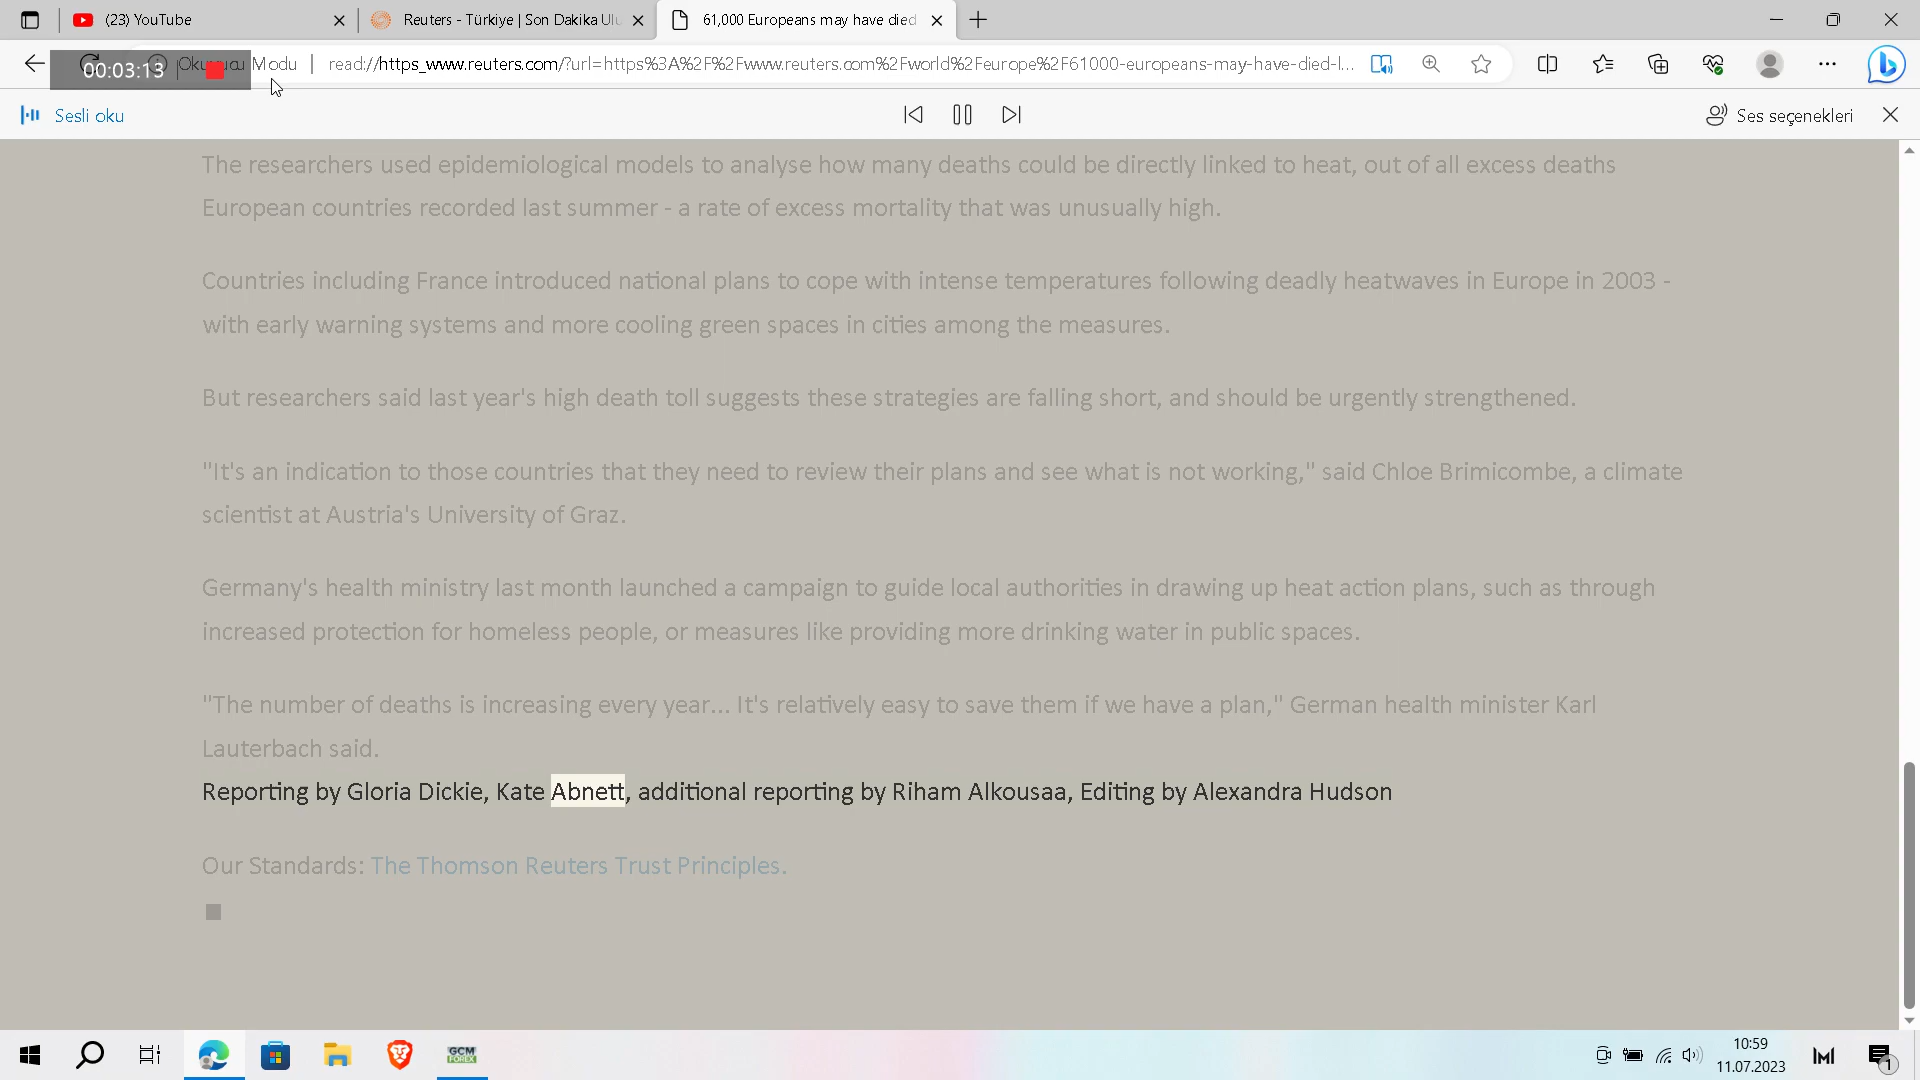 (23) YouTube
Reuters - Türkiye | Son Dakika Ulu
61,000 Europeans may have died
00:03:13
Okuyucu Modu
read://https_www.reuters.com/?url=https%3A%2F%2Fwww.reuters.com%2Fworld%2Feurope%2F61000-europeans-may-have-died-l...
Sesli oku
Ses seçenekleri
The researchers used epidemiological models to analyse how many deaths could be directly linked to heat, out of all excess deaths
European countries recorded last summer - a rate of excess mortality that was unusually high.
Countries including France introduced national plans to cope with intense temperatures following deadly heatwaves in Europe in 2003 -
with early warning systems and more cooling green spaces in cities among the measures.
But researchers said last year's high death toll suggests these strategies are falling short, and should be urgently strengthened.
"It's an indication to those countries that they need to review their plans and see what is not working," said Chloe Brimicombe, a climate
scientist at Austria's University of Graz.
Germany's health ministry last month launched a campaign to guide local authorities in drawing up heat action plans, such as through
increased protection for homeless people, or measures like providing more drinking water in public spaces.
"The number of deaths is increasing every year... It's relatively easy to save them if we have a plan," German health minister Karl
Lauterbach said.
Reporting by Gloria Dickie, Kate Abnett, additional reporting by Riham Alkousaa, Editing by Alexandra Hudson
Our Standards: The Thomson Reuters Trust Principles.
GCM
FOREX
10:59
11.07.2023
1